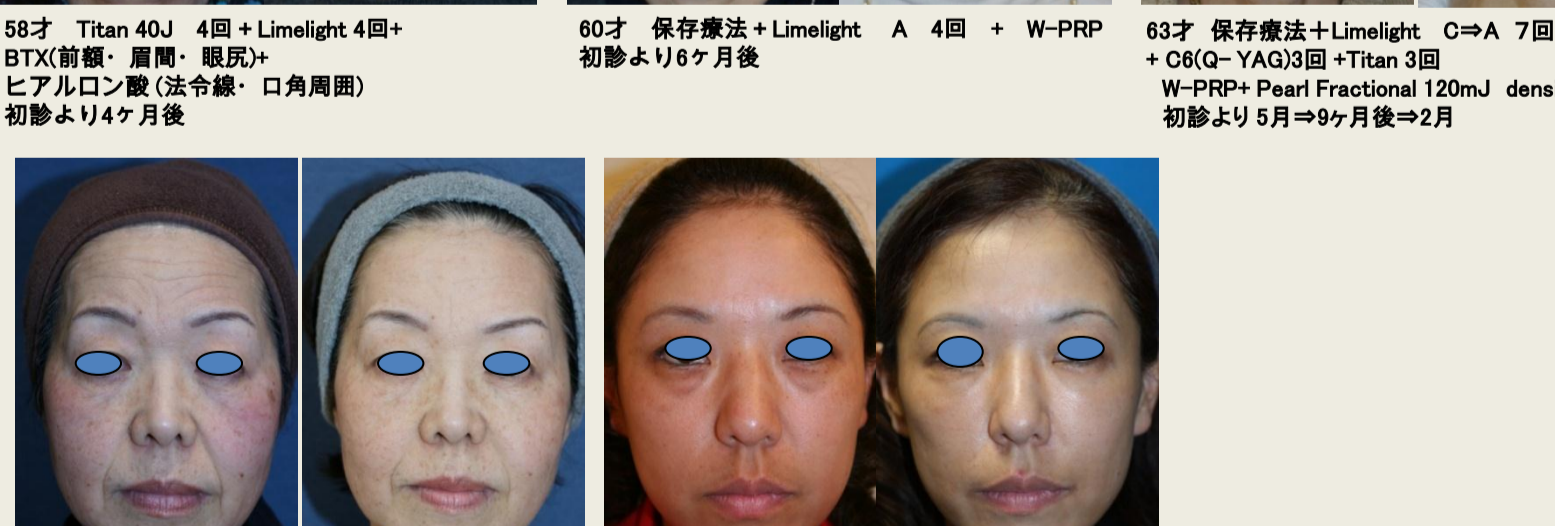 58才　Titan 40J　4回 + Limelight 4回+
BTX(前額・眉間・眼尻)+
ヒアルロン酸 (法令線・口角周囲)
初診より4ヶ月後
60才　保存療法 + Limelight　A　4回　+　W-PRP
初診より6ヶ月後
63才　保存療法＋Limelight　C⇒A　7回
+ C6(Q-YAG)3回 +Titan 3回
W-PRP+ Pearl Fractional 120mJ　dens
初診より 5月⇒9ヶ月後⇒2月